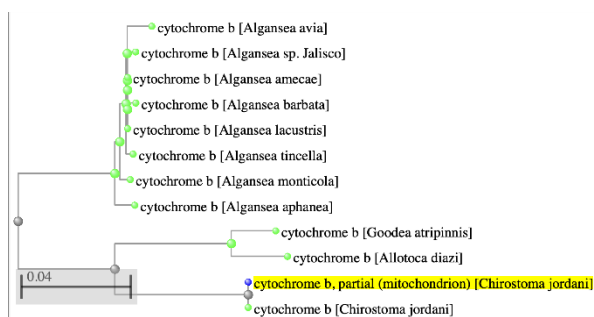 cytochrome b [Algansea avia]
cytochrome b [Algansea sp. Jalisco]
cytochrome b [Algansea amecae]
cytochrome b [Algansea barbata]
cytochrome b [Algansea lacustris]
cytochrome b [Algansea tincella]
cytochrome b [Algansea monticola]
cytochrome b [Algansea aphanea]
cytochrome b [Goodea atripinnis]
cytochrome b [Allotoca diazi]
0.04
cytochrome b, partial (mitochondrion) [Chirostoma jordani]
cytochrome b [Chirostoma jordani]